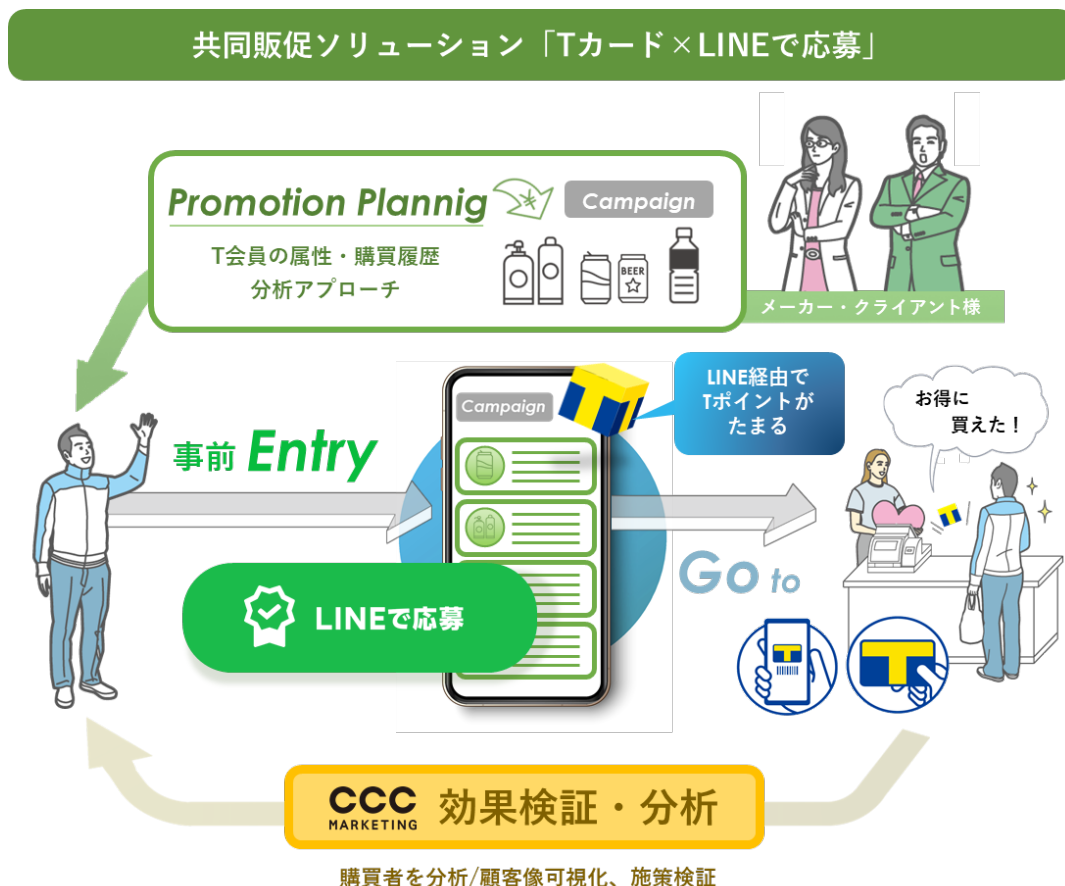 共同販促ソリューション「Tカード×LINEで応募」
Promotion Plannig
Campaign
T会員の属性・購買履歴
分析アプローチ
BEER
メーカー・クライアント様
Campaign
LINE経由で
Tポイントが
たまる
お得に
買えた！
事前 Entry
T
LINEで応募
Go to
T
T
T
CCC
MARKETING
効果検証・分析
購買者を分析/顧客像可視化、施策検証